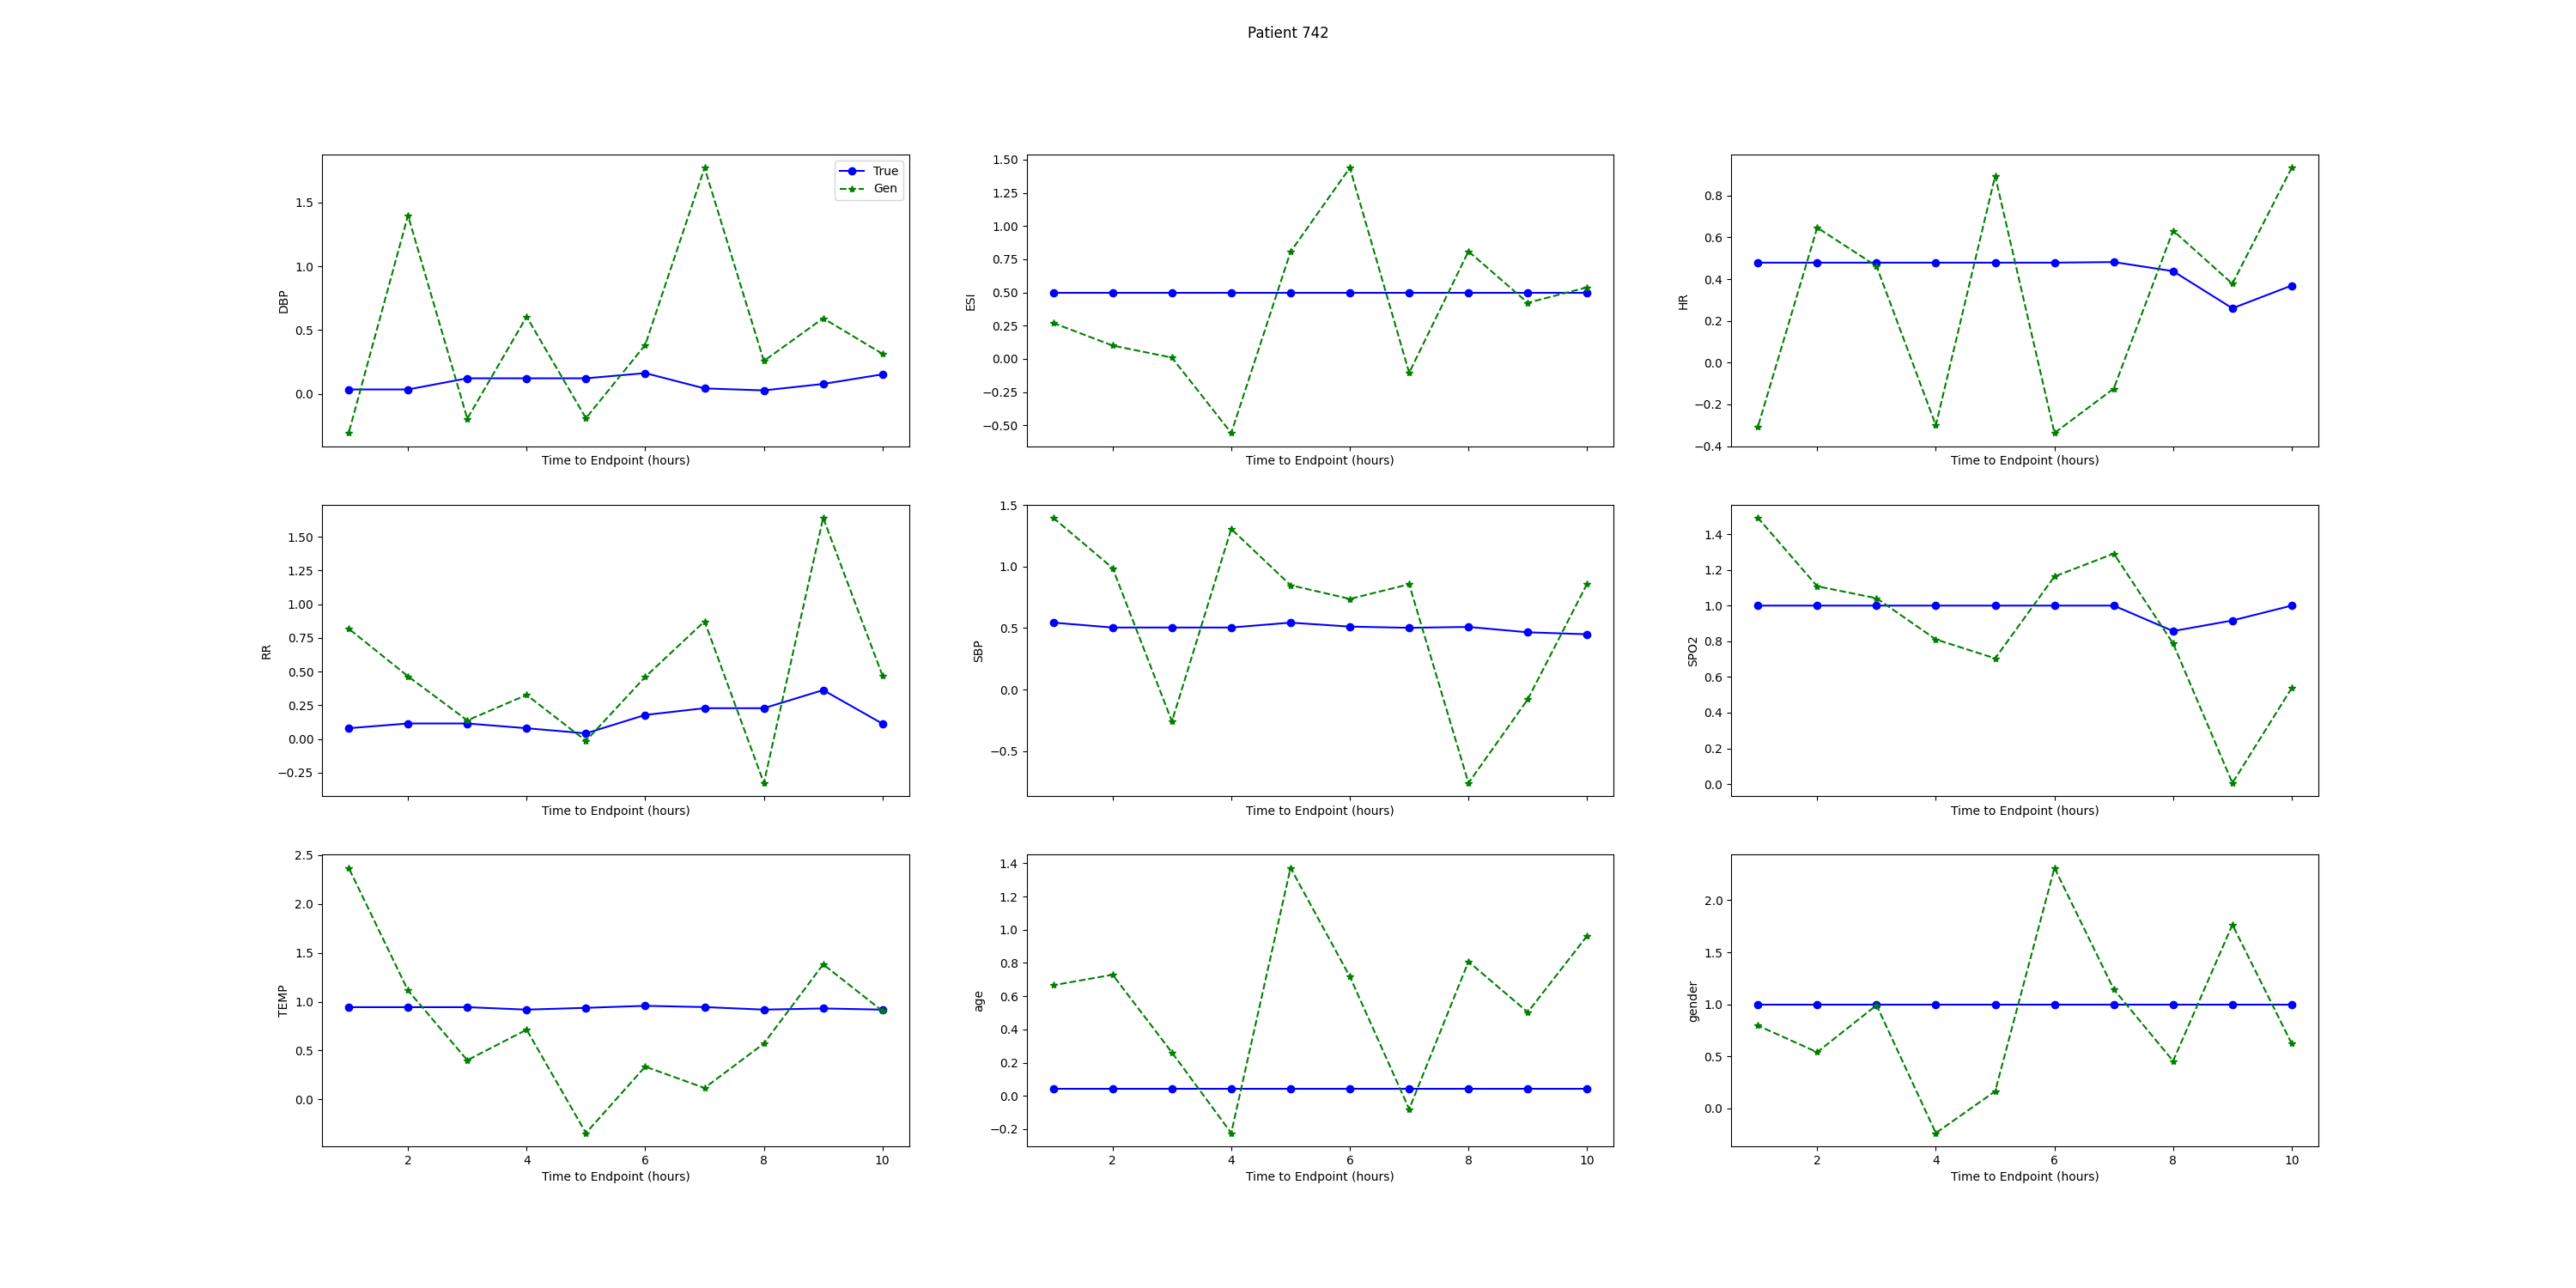 Patient 742
DBP
1.5
1.0
0.5
0.0
True
Gen
Time to Endpoint (hours)
ESI
1.50
1.25
1.00
0.75
0.50
0.25
0.00
−0.25
−0.50
Time to Endpoint (hours)
HR
0.8
0.6
0.4
0.2
0.0
−0.2
−0.4
Time to Endpoint (hours)
RR
1.50
1.25
1.00
0.75
0.50
0.25
0.00
−0.25
Time to Endpoint (hours)
SBP
1.5
1.0
0.5
0.0
−0.5
Time to Endpoint (hours)
SPO2
1.4
1.2
1.0
0.8
0.6
0.4
0.2
0.0
Time to Endpoint (hours)
TEMP
2.5
2.0
1.5
1.0
0.5
0.0
2 4 6 8 10
Time to Endpoint (hours)
age
1.4
1.2
1.0
0.8
0.6
0.4
0.2
0.0
−0.2
2 4 6 8 10
Time to Endpoint (hours)
gender
2.0
1.5
1.0
0.5
0.0
2 4 6 8 10
Time to Endpoint (hours)